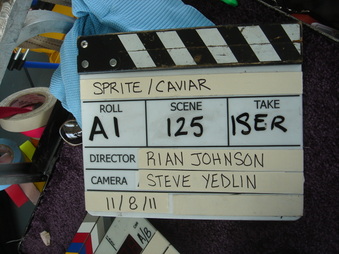 SPRITE/CAVIAR
ROLL SCENE TAKE
A1 125 1SER
DIRECTOR RIAN JOHNSON
CAMERA STEVE YEDLIN
11/8/11
A/B